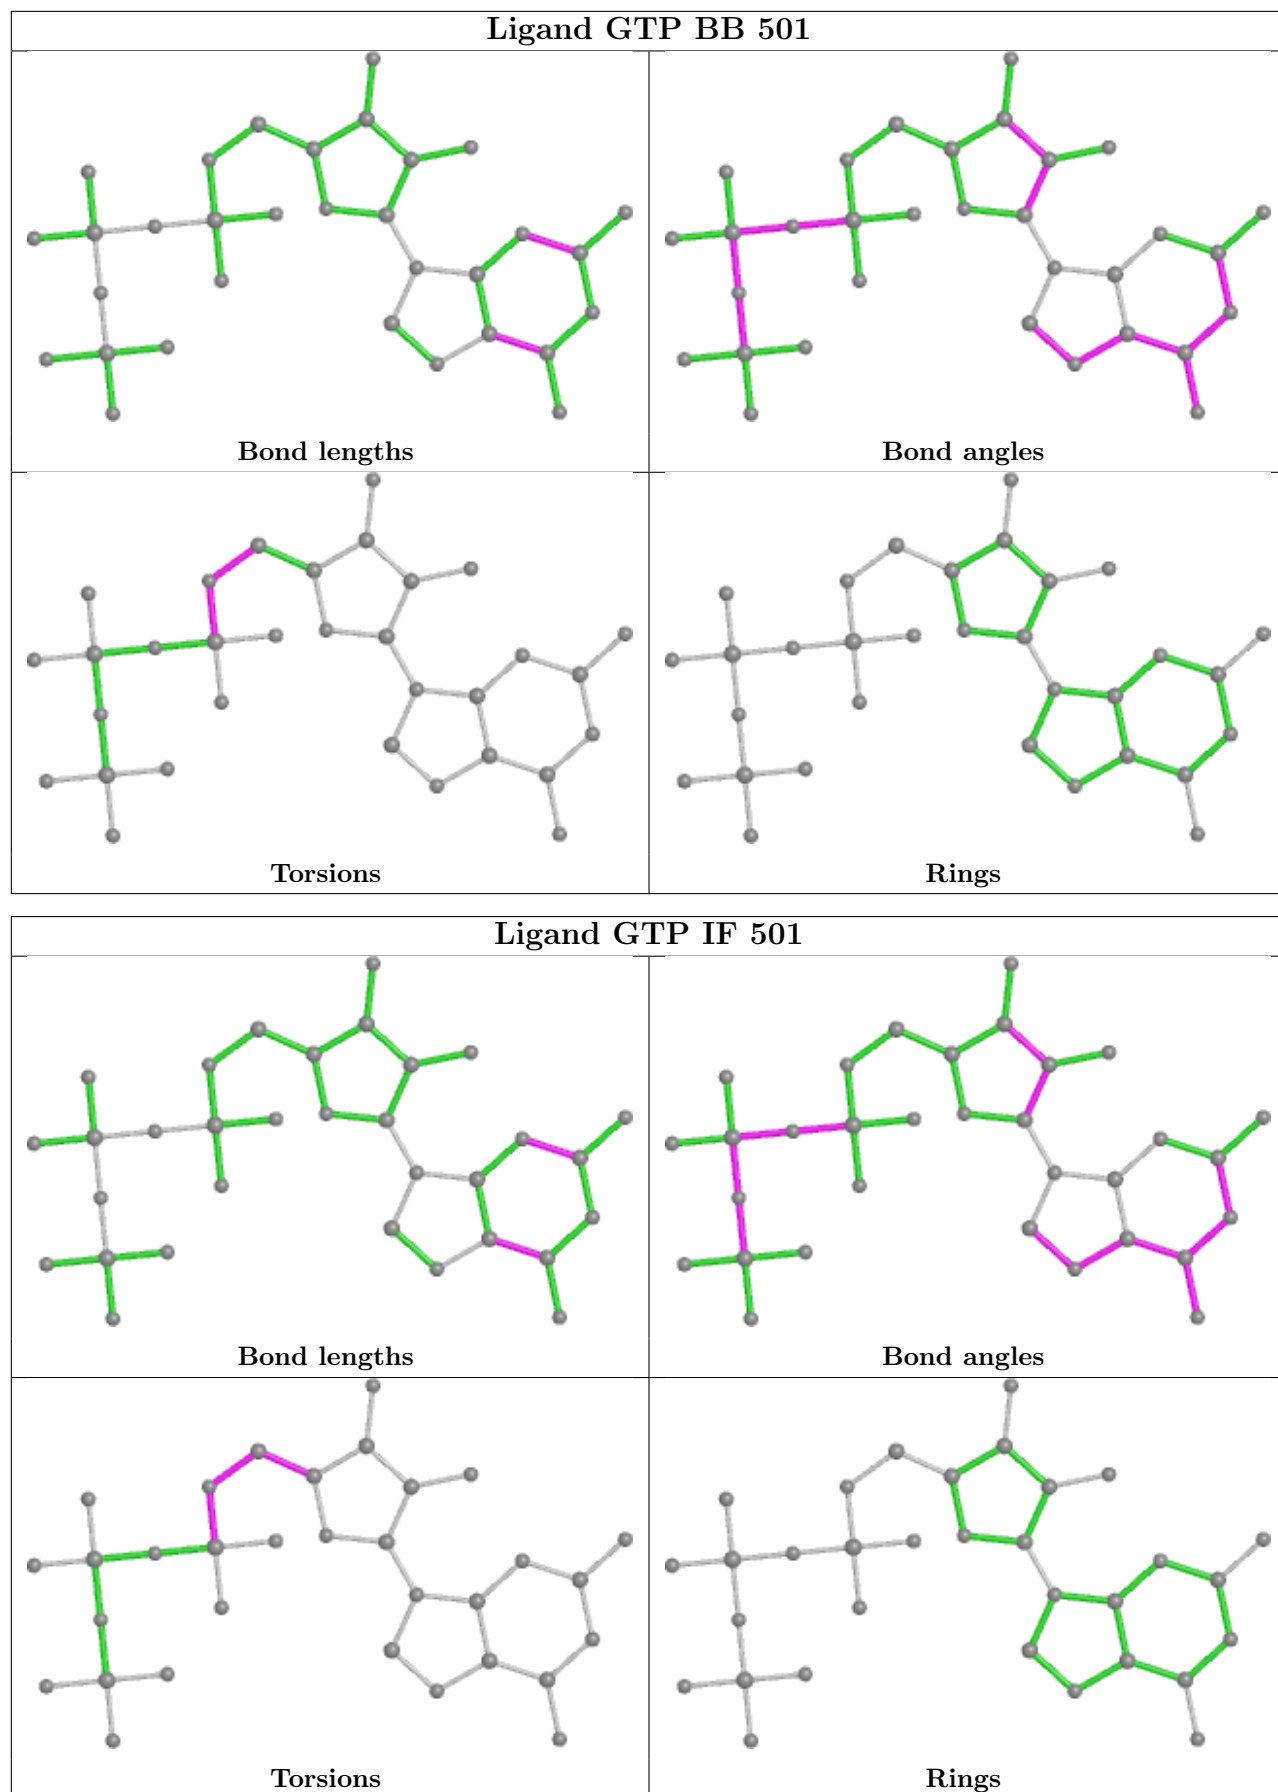 Ligand GTP BB 501
Bond lengths
Bond angles
Torsions
Rings
Ligand GTP IF 501
Bond lengths
Bond angles
Torsions
Rings